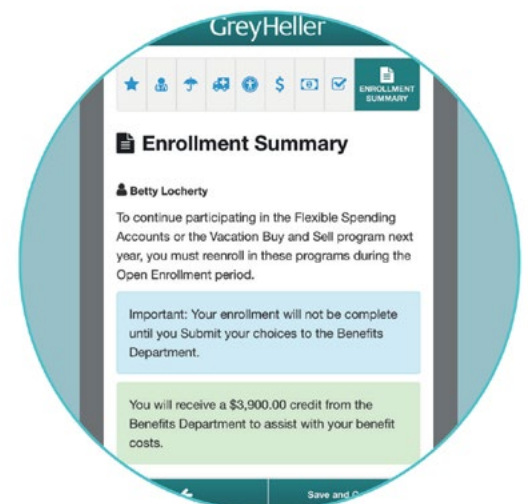 GreyHeller
ENROLLMENT
SUMMARY
Enrollment Summary
Betty Locherty
To continue participating in the Flexible Spending
Accounts or the Vacation Buy and Sell program next
year, you must reenroll in these programs during the
Open Enrollment period.
Important: Your enrollment will not be complete
until you Submit your choices to the Benefits
Department.
You will receive a $3,900.00 credit from the
Benefits Department to assist with your benefit
costs.
Save and